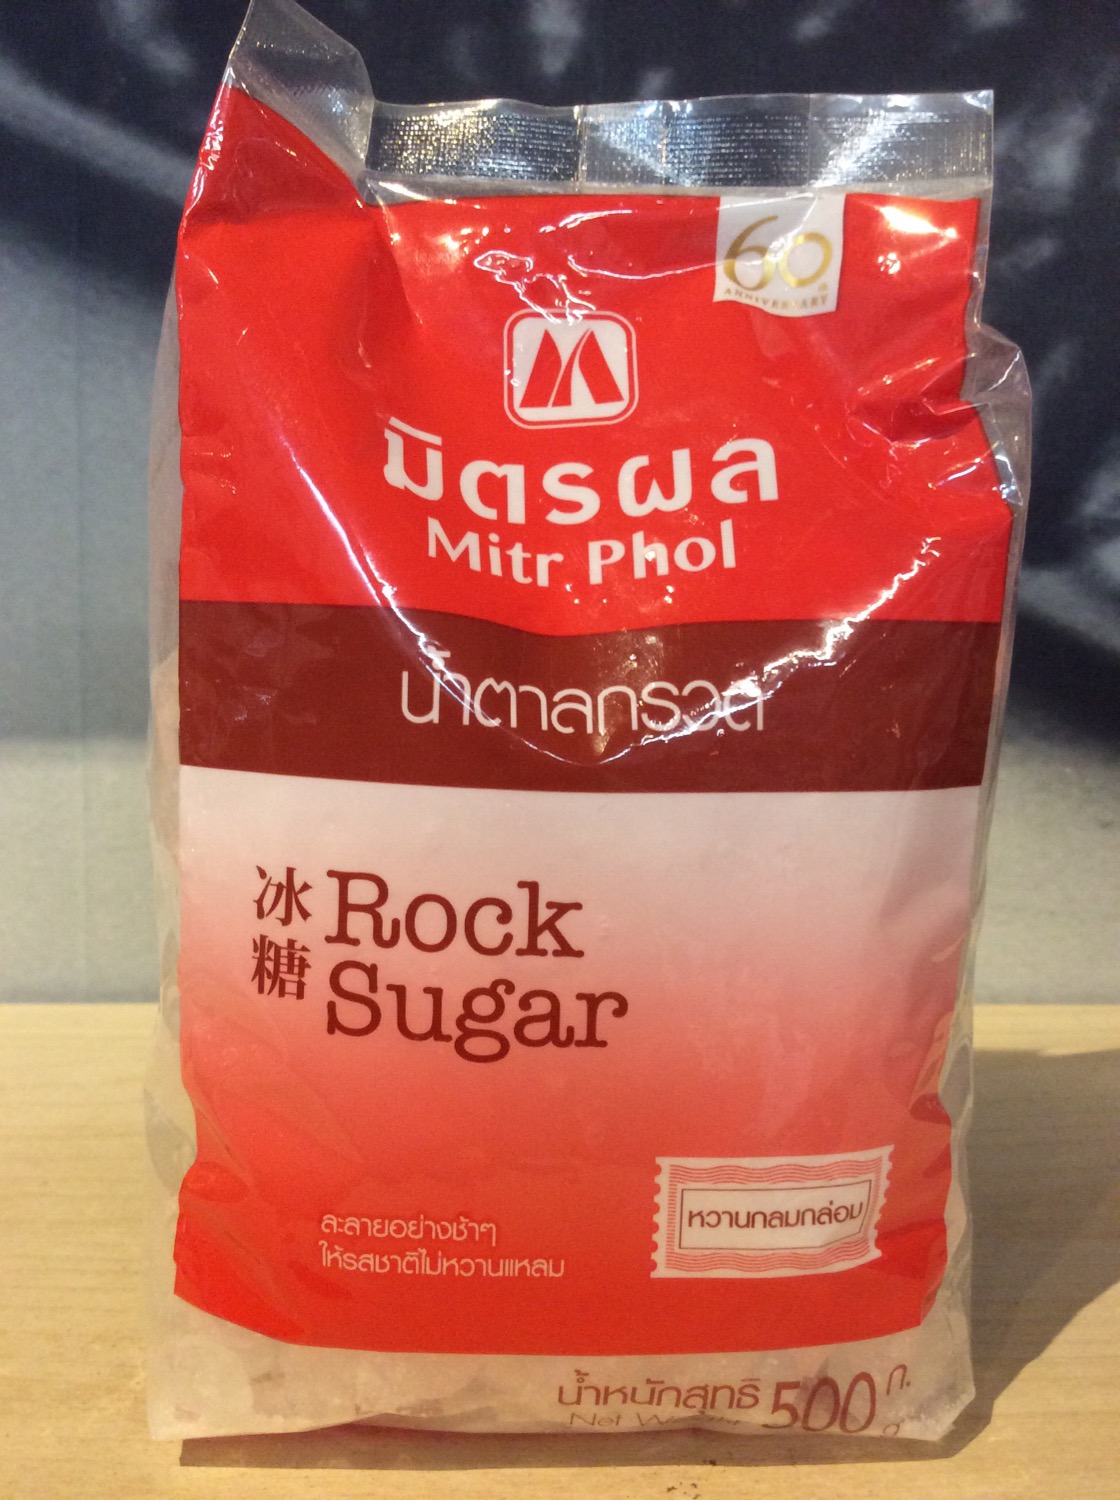 60th
ANNIVERSARY
มิตรผล
Mitr Phol
น้ำตาลกรวด
冰糖
Rock
Sugar
หวานกลมกล่อม
ละลายอย่างช้าๆ
ให้รสชาติไม่หวานแหลม
น้ำหนักสุทธิ 500 ก.
Net Weight g